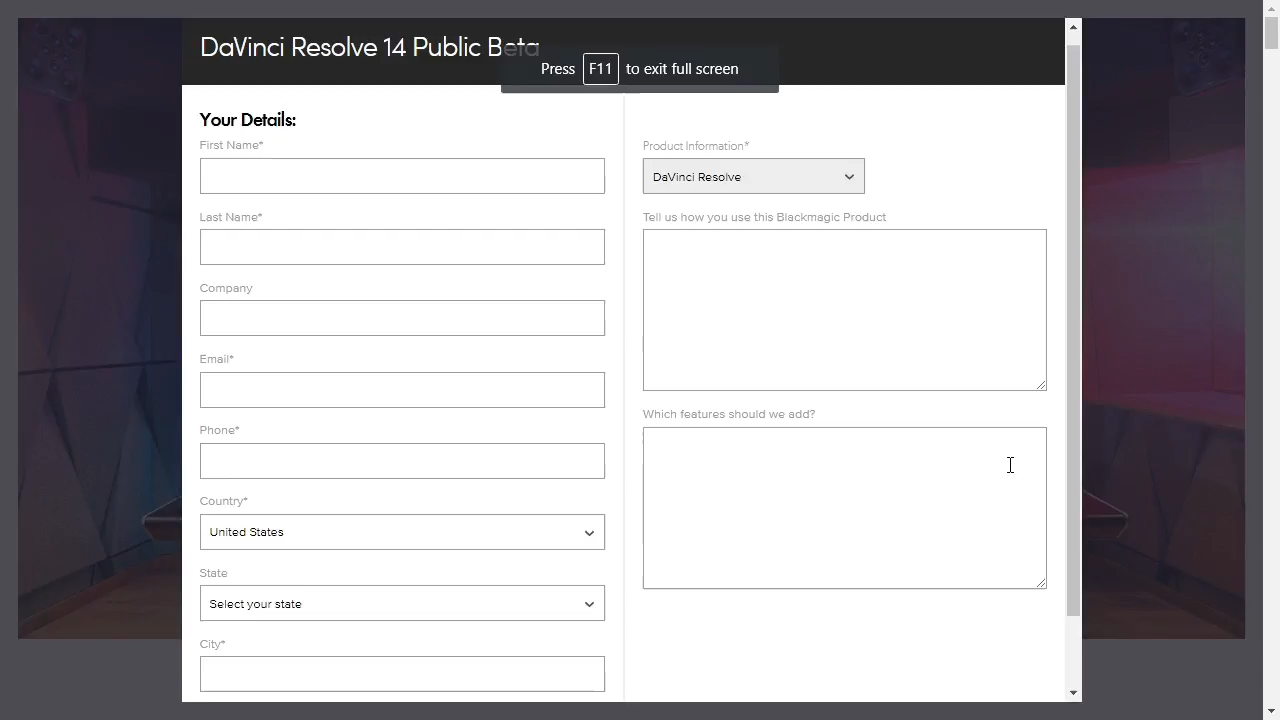 DaVinci Resolve 14 Public Beta
Press F11 to exit full screen
Your Details:
First Name*
Last Name*
Company
Email*
Phone*
Country*
United States
State
Select your state
City*
Product Information*
DaVinci Resolve
Tell us how you use this Blackmagic Product
Which features should we add?